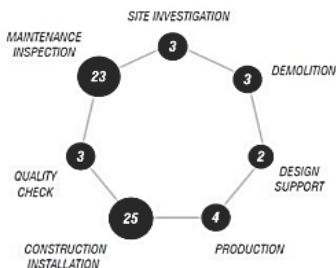 SITE INVESTIGATION
3
MAINTENANCE
INSPECTION
23
3
DEMOLITION
3
QUALITY
CHECK
2
DESIGN
SUPPORT
25
CONSTRUCTION
INSTALLATION
4
PRODUCTION